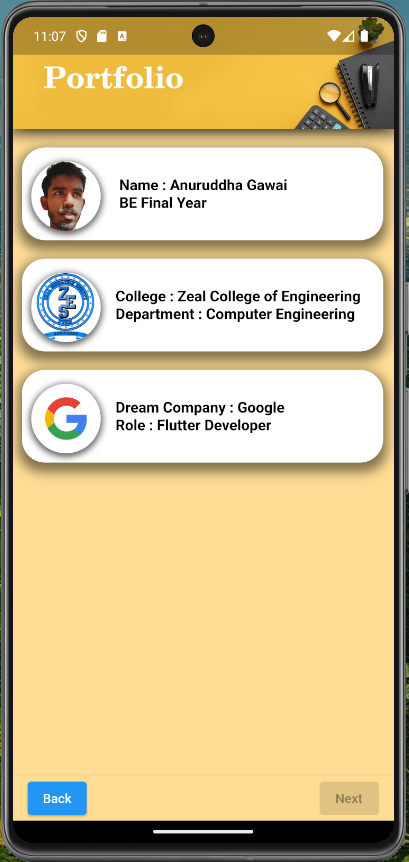 11:07
Portfolio
Name : Anuruddha Gawai
BE Final Year
ZES
College : Zeal College of Engineering
Department : Computer Engineering
G
Dream Company : Google
Role : Flutter Developer
Back
Next